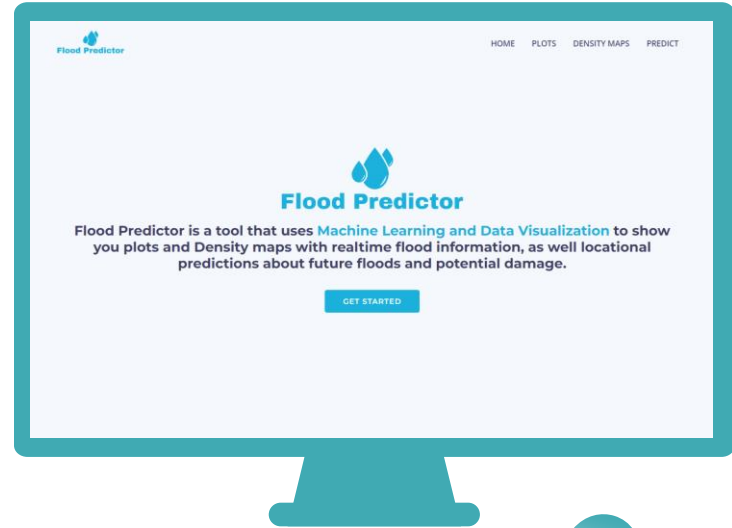 Flood Predictor
HOME PLOTS DENSITY MAPS PREDICT
Flood Predictor
Flood Predictor is a tool that uses Machine Learning and Data Visualization to show
you plots and Density maps with realtime flood information, as well locational
predictions about future floods and potential damage.
GET STARTED